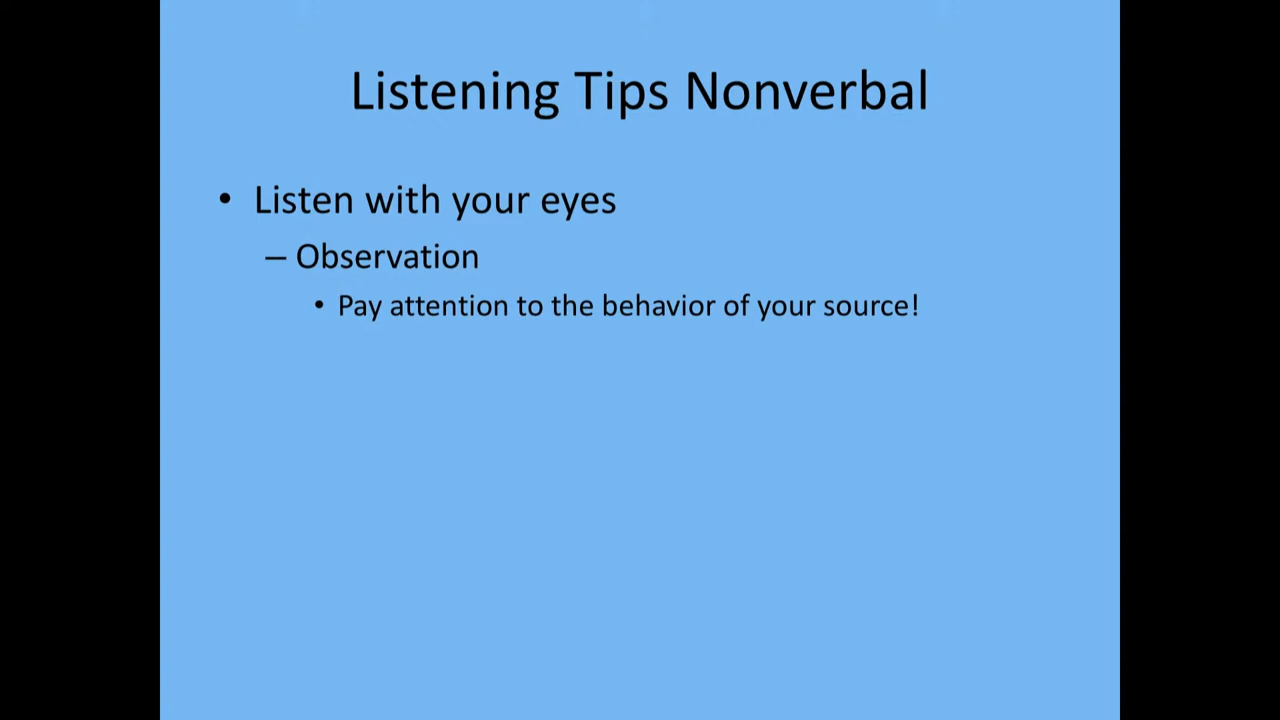 Listening Tips Nonverbal
• Listen with your eyes
– Observation
• Pay attention to the behavior of your source!